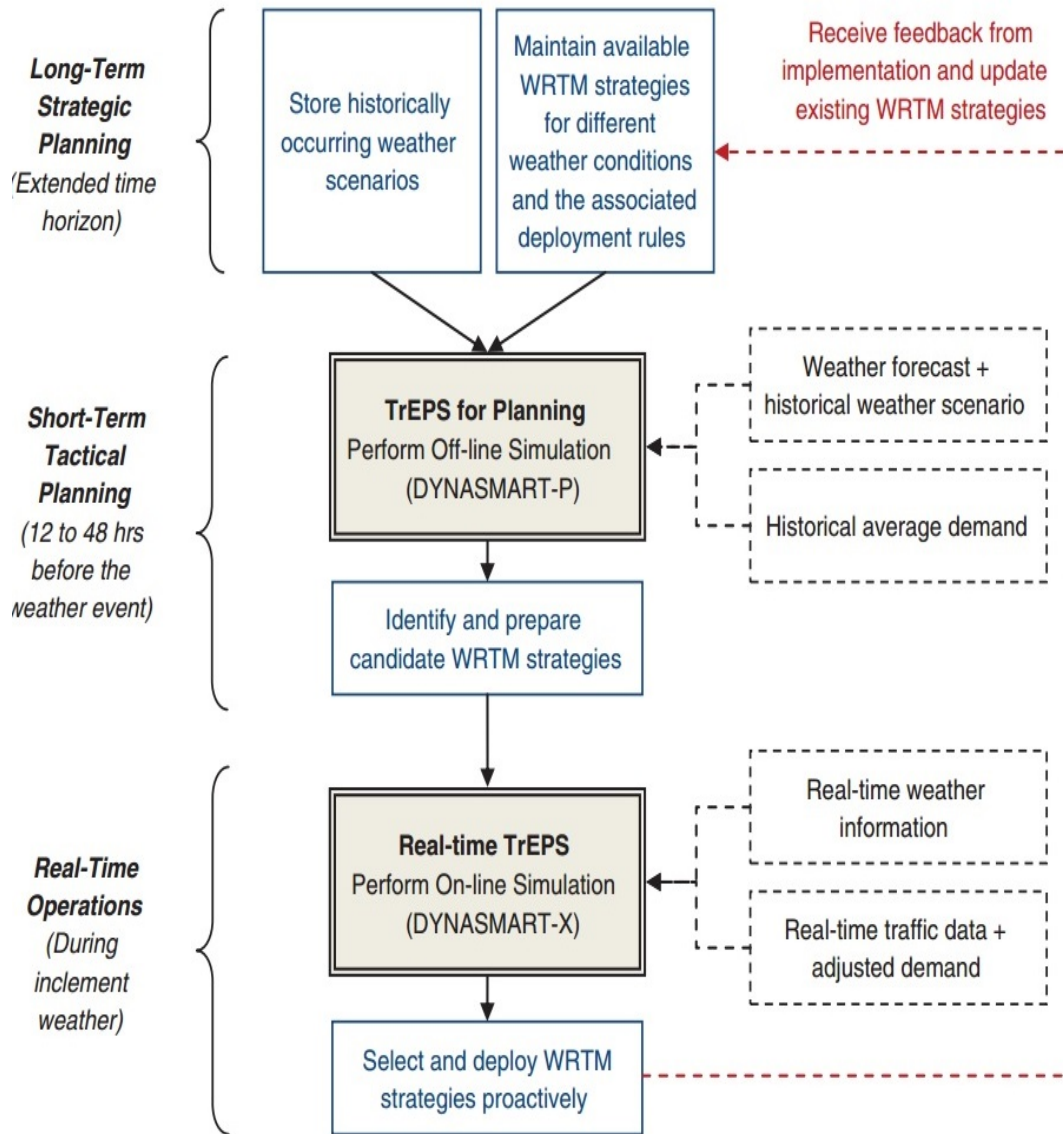 Long-Term
Strategic
Planning
(Extended time
horizon)
Store historically
occurring weather
scenarios
Maintain available
WRTM strategies
for different
weather conditions
and the associated
deployment rules
Receive feedback from
implementation and update
existing WRTM strategies
Short-Term
Tactical
Planning
(12 to 48 hrs
before the
weather event)
TrEPS for Planning
Perform Off-line Simulation
(DYNASMART-P)
Weather forecast +
historical weather scenario
Historical average demand
Identify and prepare
candidate WRTM strategies
Real-Time
Operations
(During
inclement
weather)
Real-time TrEPS
Perform On-line Simulation
(DYNASMART-X)
Real-time weather
information
Real-time traffic data +
adjusted demand
Select and deploy WRTM
strategies proactively